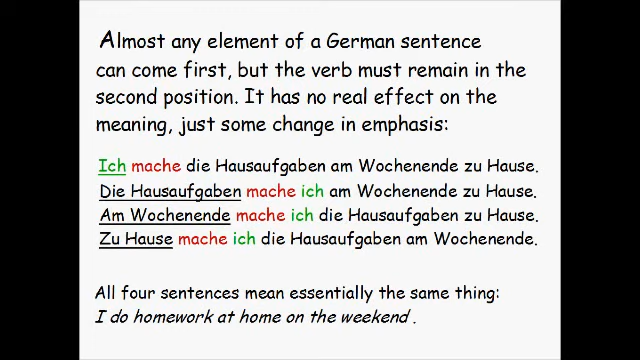 Almost any element of a German sentence
can come first, but the verb must remain in the
second position. It has no real effect on the
meaning, just some change in emphasis:
Ich mache die Hausaufgaben am Wochenende zu Hause.
Die Hausaufgaben mache ich am Wochenende zu Hause.
Am Wochenende mache ich die Hausaufgaben zu Hause.
Zu Hause mache ich die Hausaufgaben am Wochenende.
All four sentences mean essentially the same thing:
I do homework at home on the weekend .